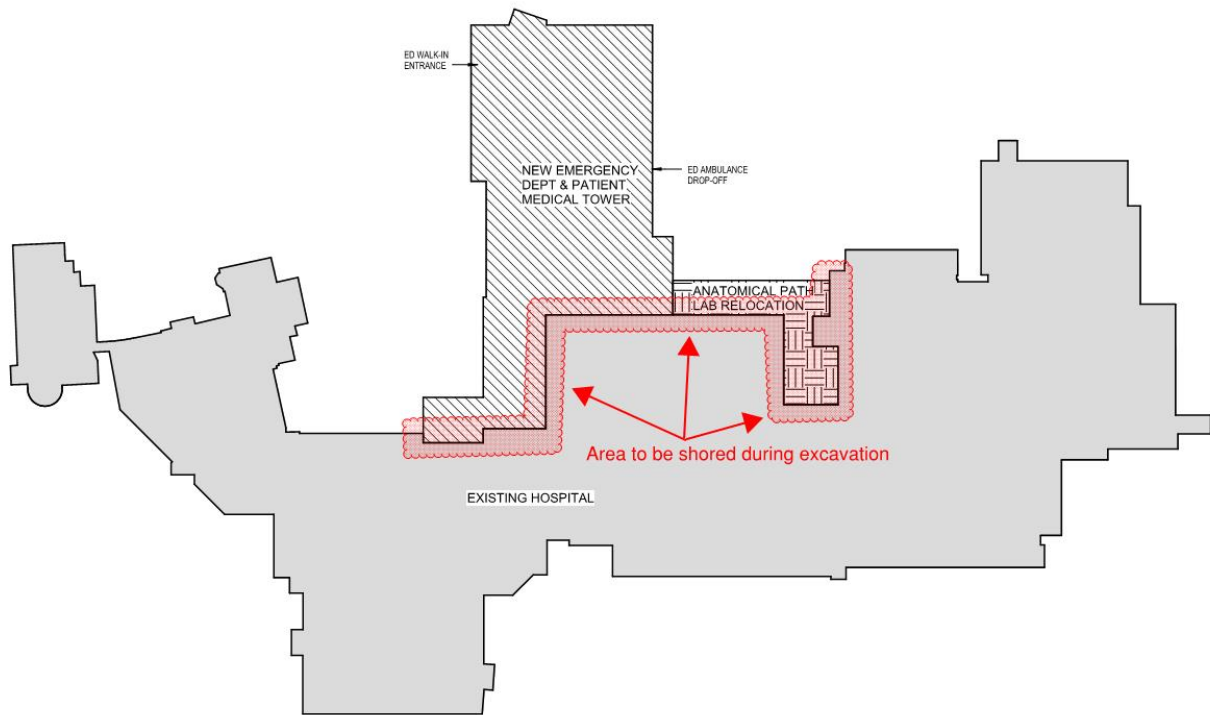 ED WALK-IN
ENTRANCE
NEW EMERGENCY
DEPT & PATIENT
MEDICAL TOWER
ED AMBULANCE
DROP-OFF
ANATOMICAL PATH
LAB RELOCATION
Area to be shored during excavation
EXISTING HOSPITAL